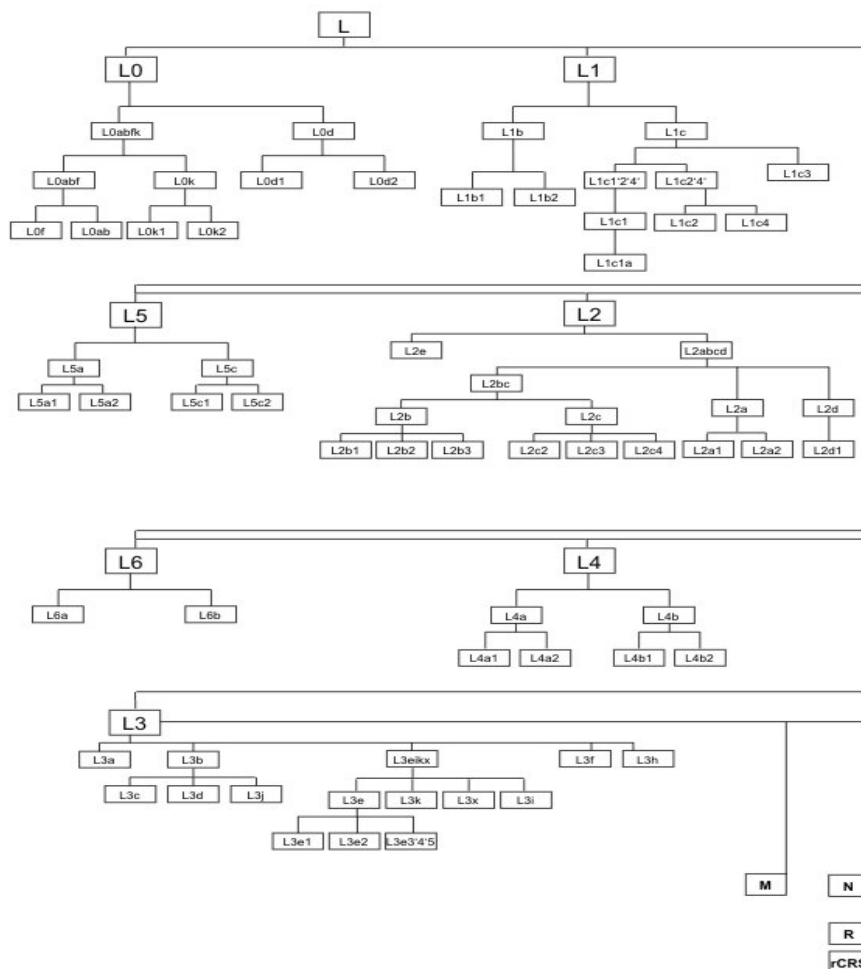 L
L0 L1
L0abfk L0d L1b L1c
L1c3
L0abf L0k L0d1 L0d2 L1c1'2'4' L1c2'4'
L1b1 L1b2
L0f L0ab L0k1 L0k2 L1c1 L1c2 L1c4
L1c1a
L5 L2
L2e L2abcd
L5a L5c
L2bc
L5a1 L5a2 L5c1 L5c2
L2b L2c L2a L2d
L2b1 L2b2 L2b3 L2c2 L2c3 L2c4 L2a1 L2a2 L2d1
L6 L4
L6a L6b L4a L4b
L4a1 L4a2 L4b1 L4b2
L3
L3a L3b L3eikx L3f L3h
L3c L3d L3j L3e L3k L3x L3i
L3e1 L3e2 L3e3'4'5
M N
R
rCRS